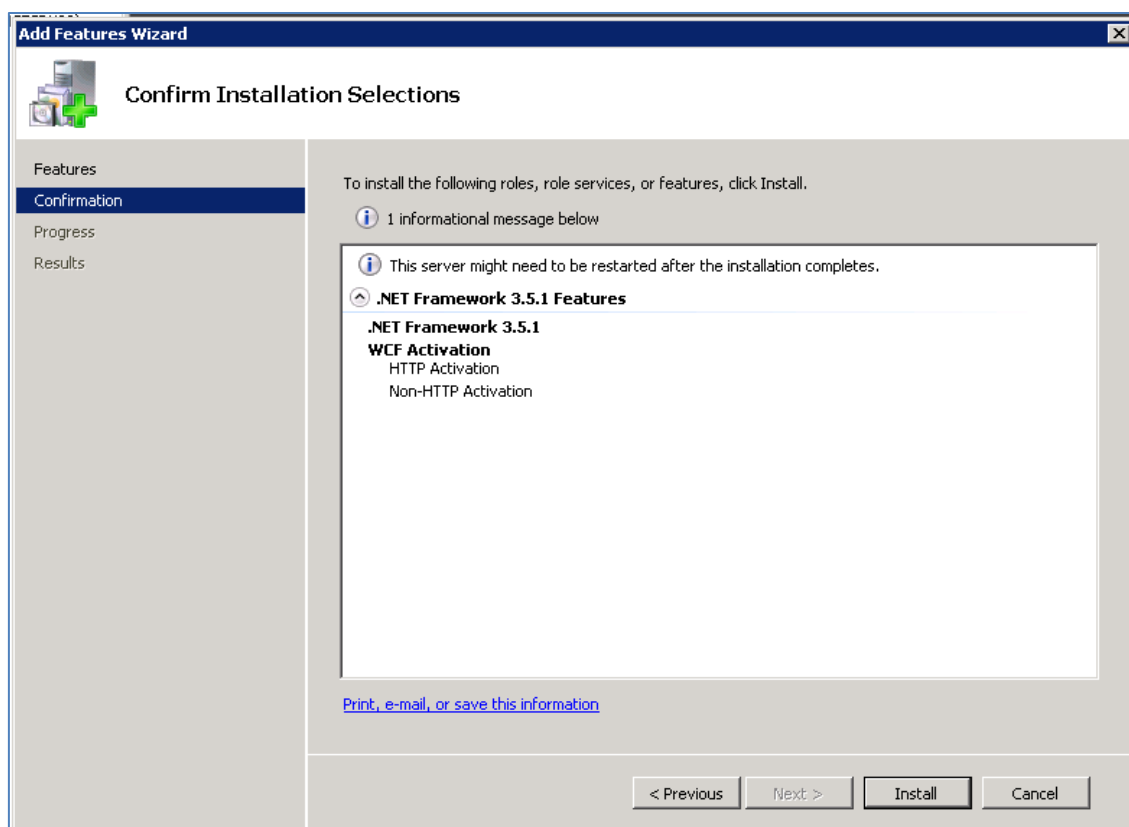 Add Features Wizard
Confirm Installation Selections
Features
Confirmation
Progress
Results
To install the following roles, role services, or features, click Install.
1 informational message below
This server might need to be restarted after the installation completes.
.NET Framework 3.5.1 Features
.NET Framework 3.5.1
WCF Activation
HTTP Activation
Non-HTTP Activation
Print, e-mail, or save this information
< Previous
Next >
Install
Cancel